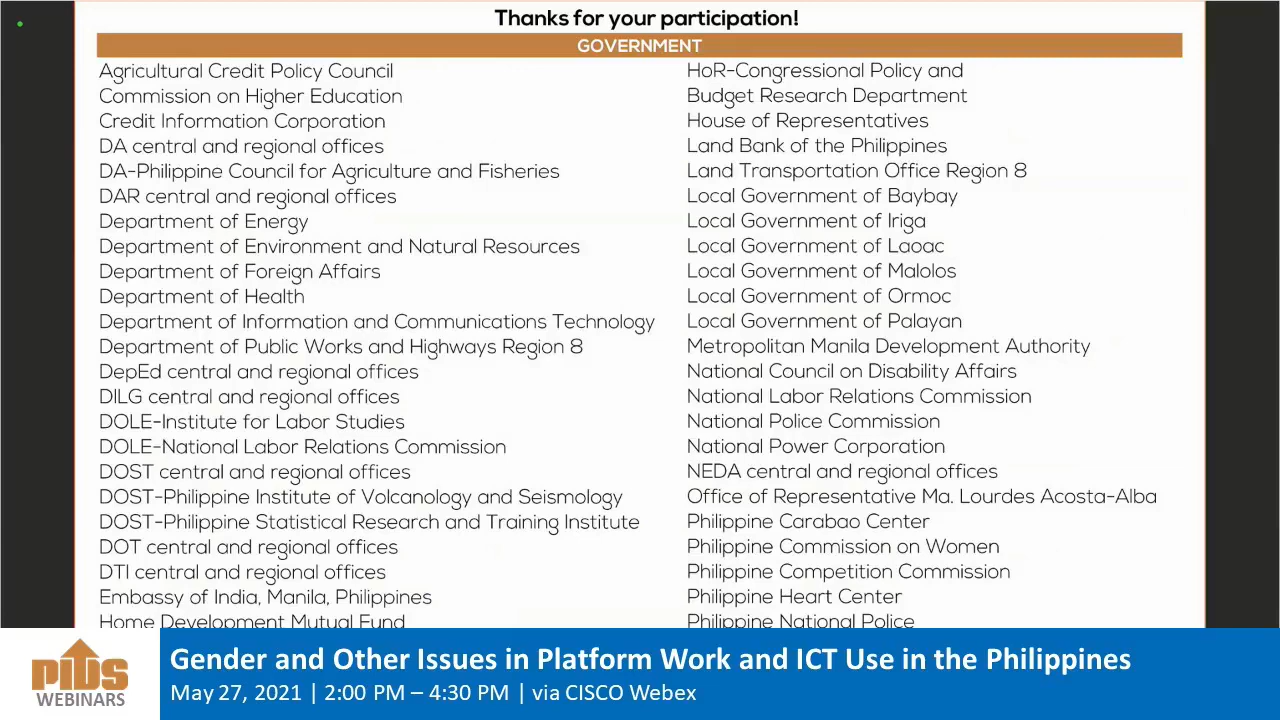 Thanks for your participation!
GOVERNMENT
Agricultural Credit Policy Council
Commission on Higher Education
Credit Information Corporation
DA central and regional offices
DA-Philippine Council for Agriculture and Fisheries
DAR central and regional offices
Department of Energy
Department of Environment and Natural Resources
Department of Foreign Affairs
Department of Health
Department of Information and Communications Technology
Department of Public Works and Highways Region 8
DepEd central and regional offices
DILG central and regional offices
DOLE-Institute for Labor Studies
DOLE-National Labor Relations Commission
DOST central and regional offices
DOST-Philippine Institute of Volcanology and Seismology
DOST-Philippine Statistical Research and Training Institute
DOT central and regional offices
DTI central and regional offices
Embassy of India, Manila, Philippines
Home Development Mutual Fund
HoR-Congressional Policy and
Budget Research Department
House of Representatives
Land Bank of the Philippines
Land Transportation Office Region 8
Local Government of Baybay
Local Government of Iriga
Local Government of Laoac
Local Government of Malolos
Local Government of Ormoc
Local Government of Palayan
Metropolitan Manila Development Authority
National Council on Disability Affairs
National Labor Relations Commission
National Police Commission
National Power Corporation
NEDA central and regional offices
Office of Representative Ma. Lourdes Acosta-Alba
Philippine Carabao Center
Philippine Commission on Women
Philippine Competition Commission
Philippine Heart Center
Philippine National Police
PIDS
WEBINARS
Gender and Other Issues in Platform Work and ICT Use in the Philippines
May 27, 2021 | 2:00 PM – 4:30 PM | via CISCO Webex